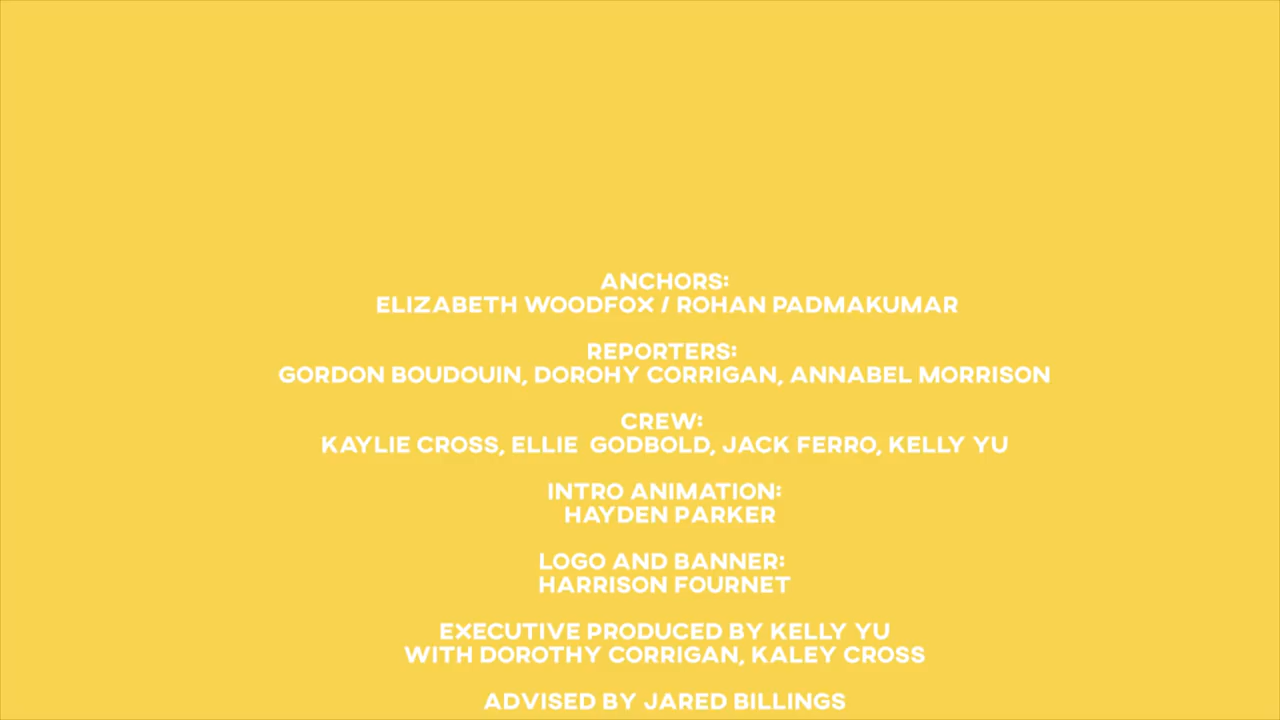 ANCHORS:
ELIZABETH WOODFOX / ROHAN PADMAKUMAR
REPORTERS:
GORDON BOUDOUIN, DOROHY CORRIGAN, ANNABEL MORRISON
CREW:
KAYLIE CROSS, ELLIE GODBOLD, JACK FERRO, KELLY YU
INTRO ANIMATION:
HAYDEN PARKER
LOGO AND BANNER:
HARRISON FOURNET
EXECUTIVE PRODUCED BY KELLY YU
WITH DOROTHY CORRIGAN, KALEY CROSS
ADVISED BY JARED BILLINGS